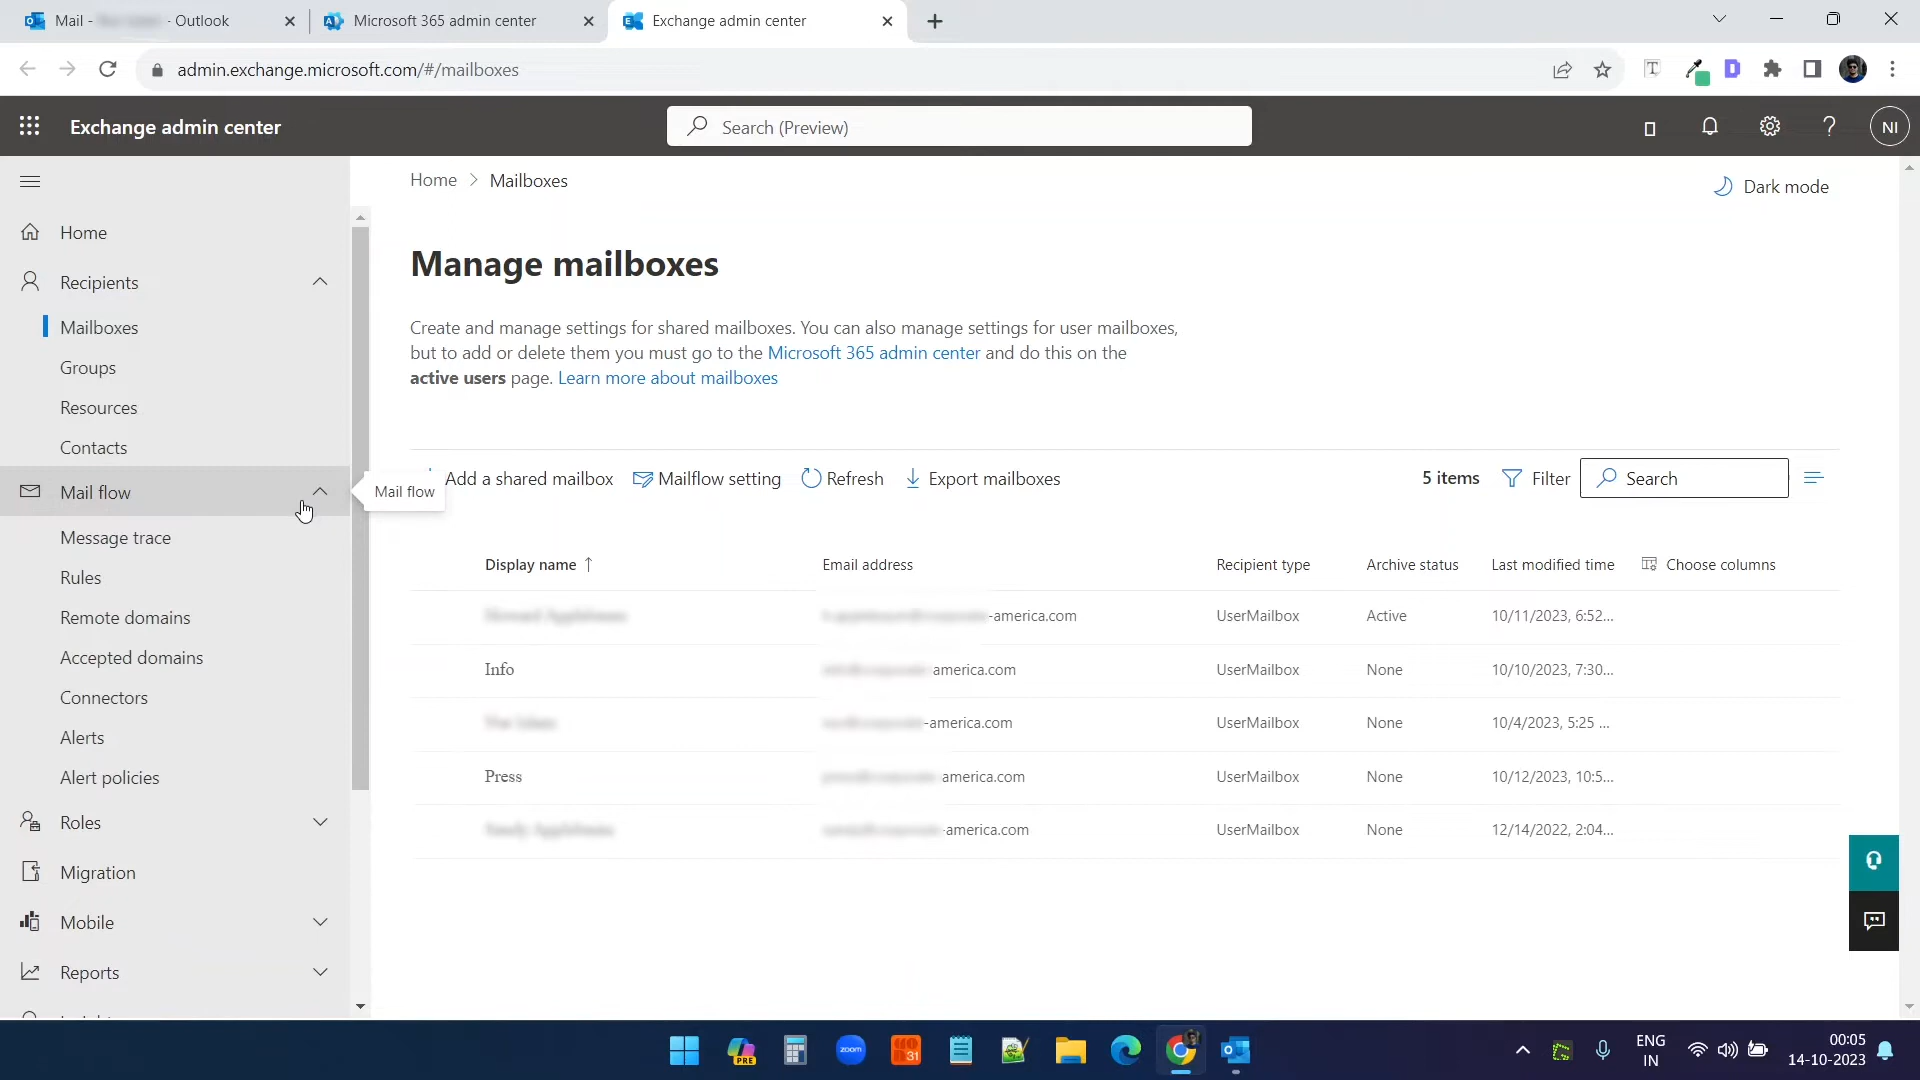 Mail - - Outlook
Microsoft 365 admin center
Exchange admin center
admin.exchange.microsoft.com/#/mailboxes
Exchange admin center
Search (Preview)
NI
Home
Mailboxes
Dark mode
Home
Recipients
Mailboxes
Groups
Resources
Contacts
Mail flow
Mail flow
Message trace
Rules
Remote domains
Accepted domains
Connectors
Alerts
Alert policies
Roles
Migration
Mobile
Reports
Manage mailboxes
Create and manage settings for shared mailboxes. You can also manage settings for user mailboxes,
but to add or delete them you must go to the Microsoft 365 admin center and do this on the
active users page. Learn more about mailboxes
Add a shared mailbox Mailflow setting Refresh Export mailboxes 5 items Filter Search
Display name ↑ Email address Recipient type Archive status Last modified time Choose columns
-america.com UserMailbox Active 10/11/2023, 6:52...
Info america.com UserMailbox None 10/10/2023, 7:30...
-america.com UserMailbox None 10/4/2023, 5:25 ...
Press america.com UserMailbox None 10/12/2023, 10:5...
-america.com UserMailbox None 12/14/2022, 2:04...
PRE
zoom
31
ENG
IN
00:05
14-10-2023